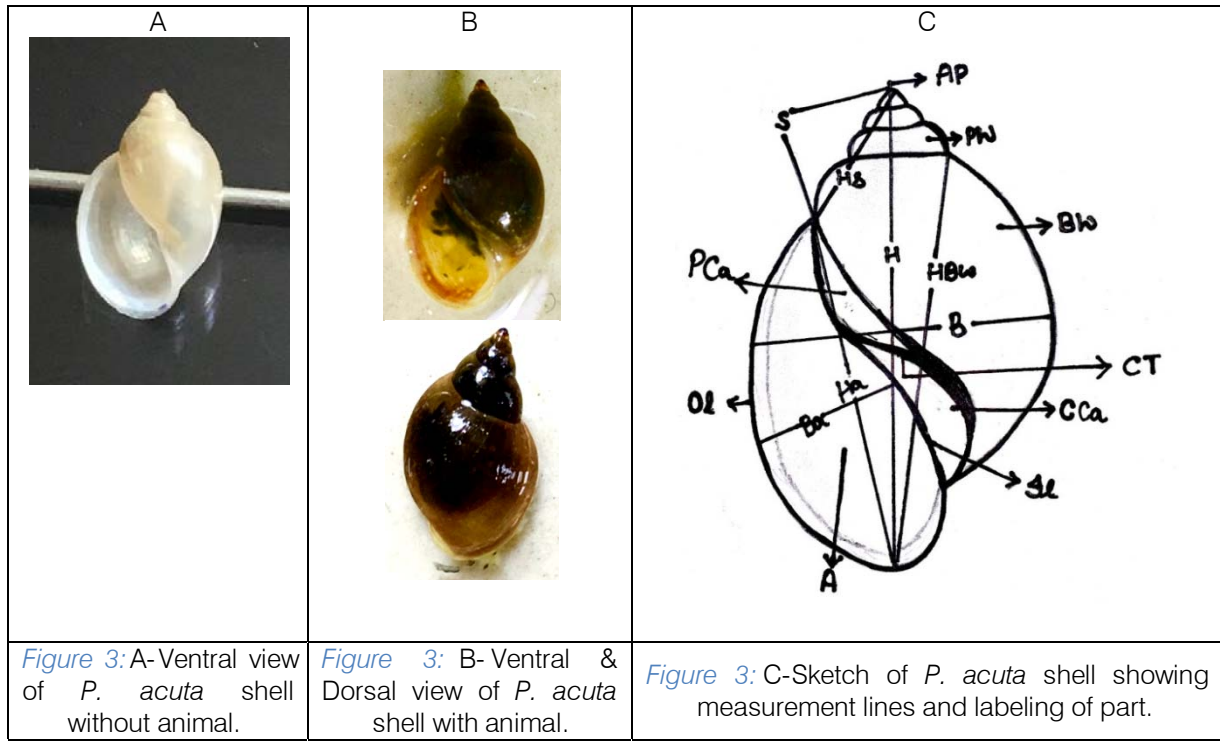 A
B
C
AP
S
PW
Hs
BW
H
PCa
HBw
B
CT
Ha
Ol
CCa
Ba
Il
A
Figure 3: A-Ventral view
of P. acuta shell
without animal.
Figure 3: B- Ventral &
Dorsal view of P. acuta
shell with animal.
Figure 3: C-Sketch of P. acuta shell showing
measurement lines and labeling of part.